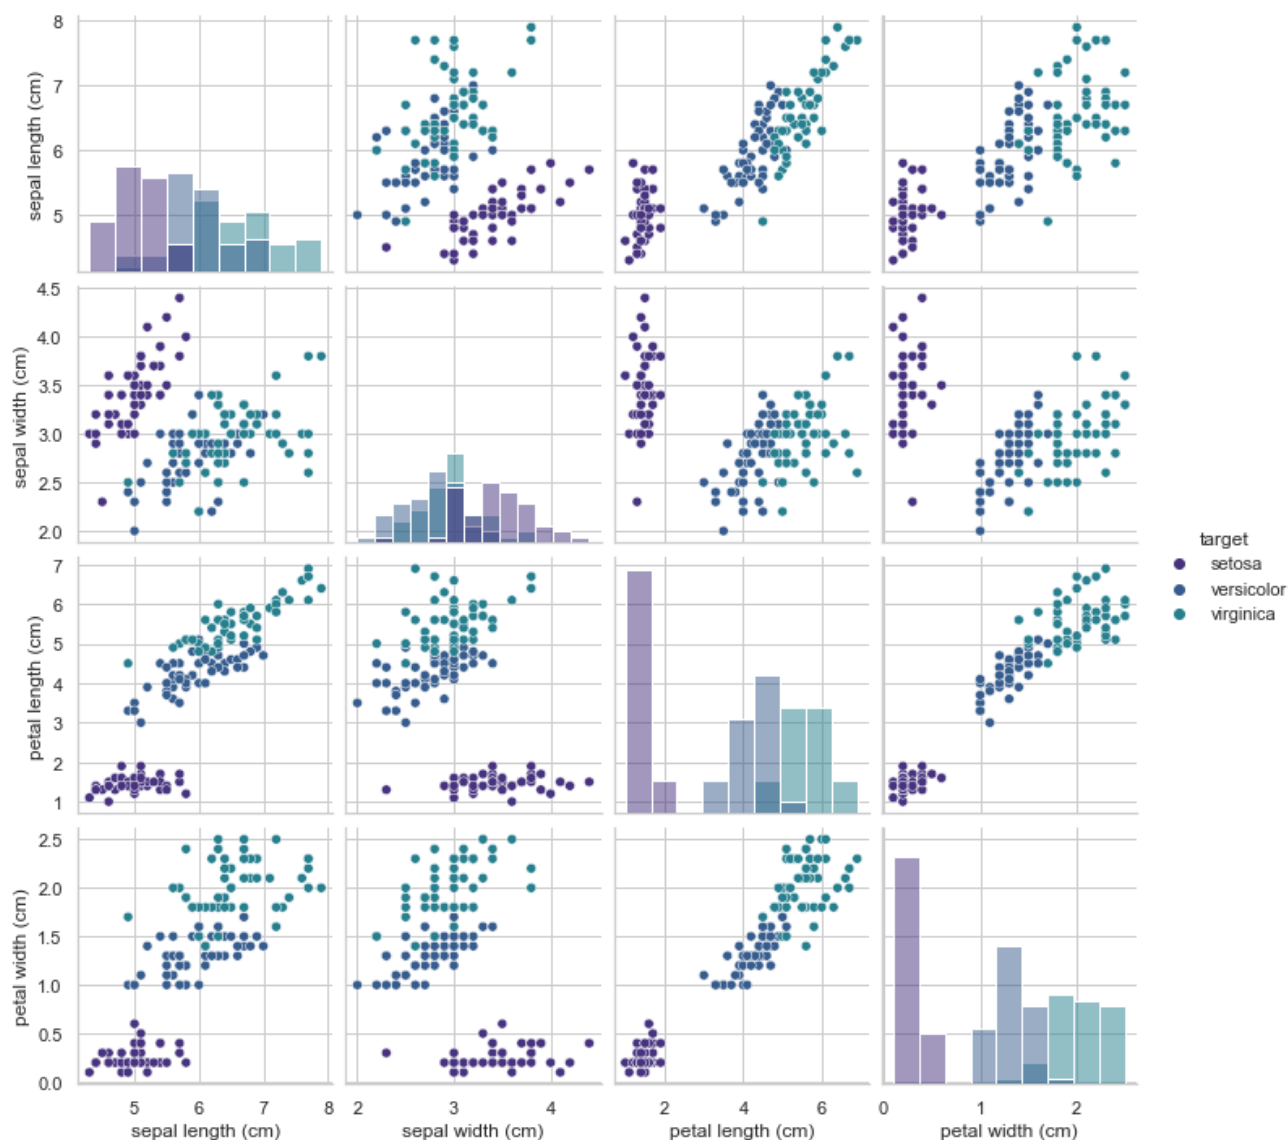 8
7
6
5
sepal length (cm)
4.5
4.0
3.5
3.0
2.5
2.0
sepal width (cm)
target
setosa
versicolor
virginica
7
6
5
4
3
2
1
petal length (cm)
2.5
2.0
1.5
1.0
0.5
0.0
petal width (cm)
5 6 7 8
2 3 4
2 4 6
0 1 2
sepal length (cm)
sepal width (cm)
petal length (cm)
petal width (cm)